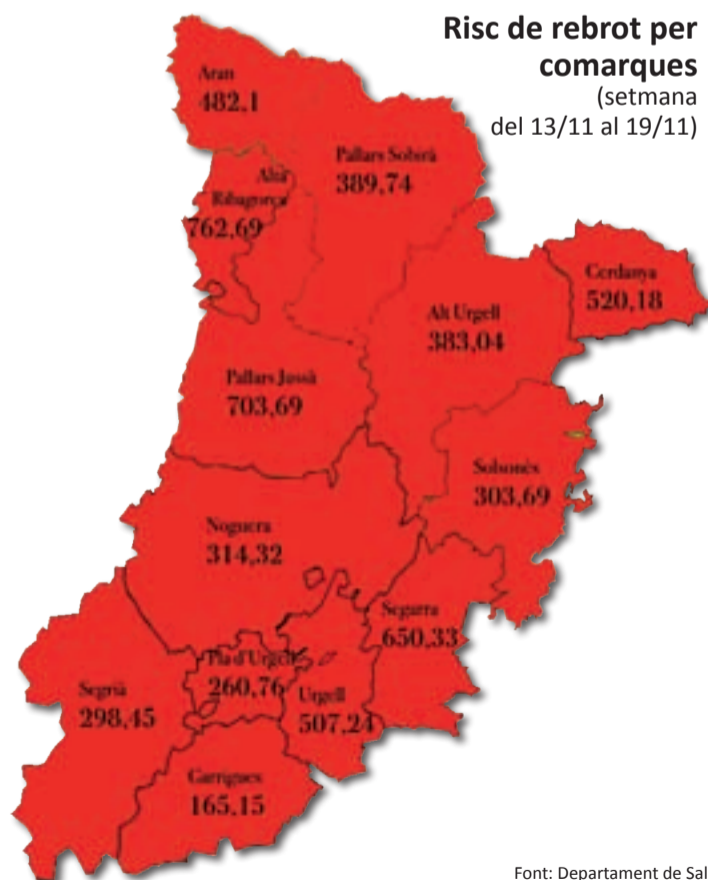 Risc de rebrot per
comarques
(setmana
del 13/11 al 19/11)
Aran
482,1
Pallars Sobirà
389,74
Alta
Ribagorça
762,69
Cerdanya
520,18
Alt Urgell
383,04
Pallars Jussà
703,69
Solsonès
303,69
Noguera
314,32
Segarra
650,33
Pla d'Urgell
260,76
Segrià
298,45
Urgell
507,24
Garrigues
165,15
Font: Departament de Sal